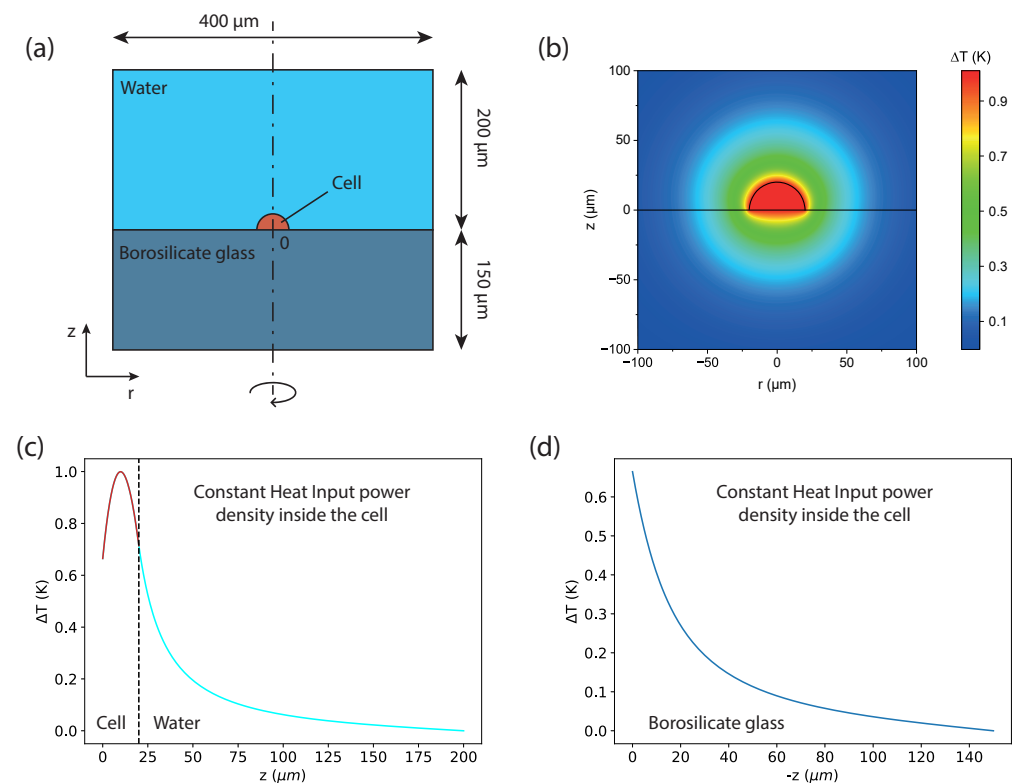 (a)
400 μm
Water
200 μm
Cell
0
Borosilicate glass
150 μm
z
r
(b)
ΔT (K)
100
50
0
−50
−100
z (μm)
−100
−50
0
50
100
r (μm)
0.9
0.7
0.5
0.3
0.1
(c)
1.0
0.8
0.6
0.4
0.2
0.0
ΔT (K)
Constant Heat Input power
density inside the cell
Cell
Water
0
25
50
75
100
125
150
175
200
z (μm)
(d)
0.6
0.5
0.4
0.3
0.2
0.1
0.0
ΔT (K)
Constant Heat Input power
density inside the cell
Borosilicate glass
0
20
40
60
80
100
120
140
-z (μm)